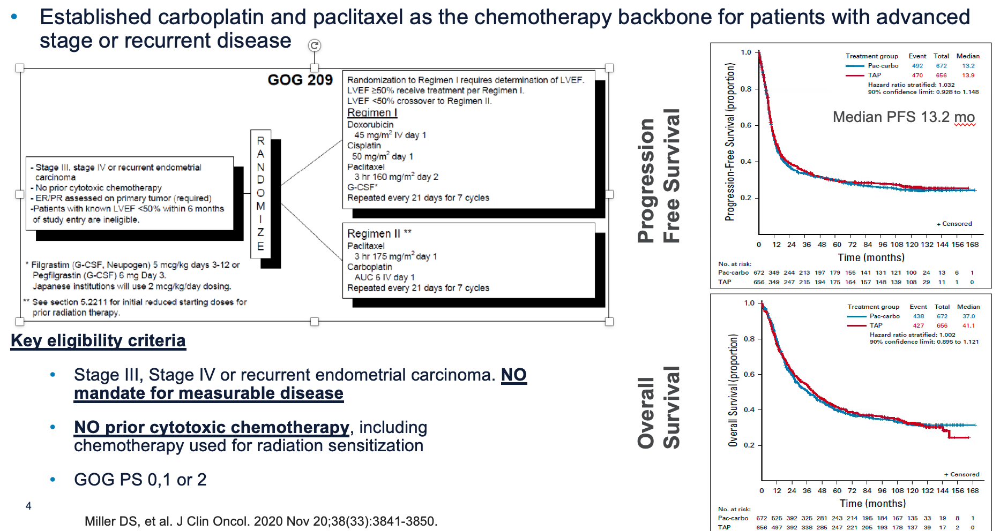 • Established carboplatin and paclitaxel as the chemotherapy backbone for patients with advanced
stage or recurrent disease
GOG 209
- Stage III, stage IV or recurrent endometrial
carcinoma
- No prior cytotoxic chemotherapy
- ER/PR assessed on primary tumor (required)
-Patients with known LVEF <50% within 6 months
of study entry are ineligible.
R
A
N
D
O
M
I
Z
E
Randomization to Regimen I requires determination of LVEF.
LVEF ≥50% receive treatment per Regimen I.
LVEF <50% crossover to Regimen II.
Regimen I
Doxorubicin
45 mg/m² IV day 1
Cisplatin
50 mg/m² day 1
Paclitaxel
3 hr 160 mg/m² day 2
G-CSF*
Repeated every 21 days for 7 cycles
Regimen II **
Paclitaxel
3 hr 175 mg/m² day 1
Carboplatin
AUC 6 IV day 1
Repeated every 21 days for 7 cycles
* Filgrastim (G-CSF, Neupogen) 5 mcg/kg days 3-12 or
Pegfilgrastin (G-CSF) 6 mg Day 3.
Japanese institutions will use 2 mcg/kg/day dosing.
** See section 5.2211 for initial reduced starting doses for
prior radiation therapy.
Key eligibility criteria
• Stage III, Stage IV or recurrent endometrial carcinoma. NO
mandate for measurable disease
• NO prior cytotoxic chemotherapy, including
chemotherapy used for radiation sensitization
• GOG PS 0,1 or 2
4
Miller DS, et al. J Clin Oncol. 2020 Nov 20;38(33):3841-3850.
Progression
Free Survival
Progression-Free Survival (proportion)
1.0
0.8
0.6
0.4
0.2
Treatment group Event Total Median
Pac-carbo 492 672 13.2
TAP 470 656 13.9
Hazard ratio stratified: 1.032
90% confidence limit: 0.928 to 1.148
Median PFS 13.2 mo
+ Censored
0 12 24 36 48 60 72 84 96 108 120 132 144 156 168
Time (months)
No. at risk:
Pac-carbo 672 349 244 213 197 179 155 141 131 121 100 24 13 6 1
TAP 656 349 247 215 194 175 164 157 148 139 108 29 11 1 0
Overall
Survival
Overall Survival (proportion)
1.0
0.8
0.6
0.4
0.2
Treatment group Event Total Median
Pac-carbo 438 672 37.0
TAP 427 656 41.1
Hazard ratio stratified: 1.002
90% confidence limit: 0.895 to 1.121
+ Censored
0 12 24 36 48 60 72 84 96 108 120 132 144 156 168
Time (months)
No. at risk:
Pac-carbo 672 525 392 325 281 243 214 195 184 167 135 33 19 8 1
TAP 656 497 392 338 285 247 221 205 193 178 137 39 17 2 0